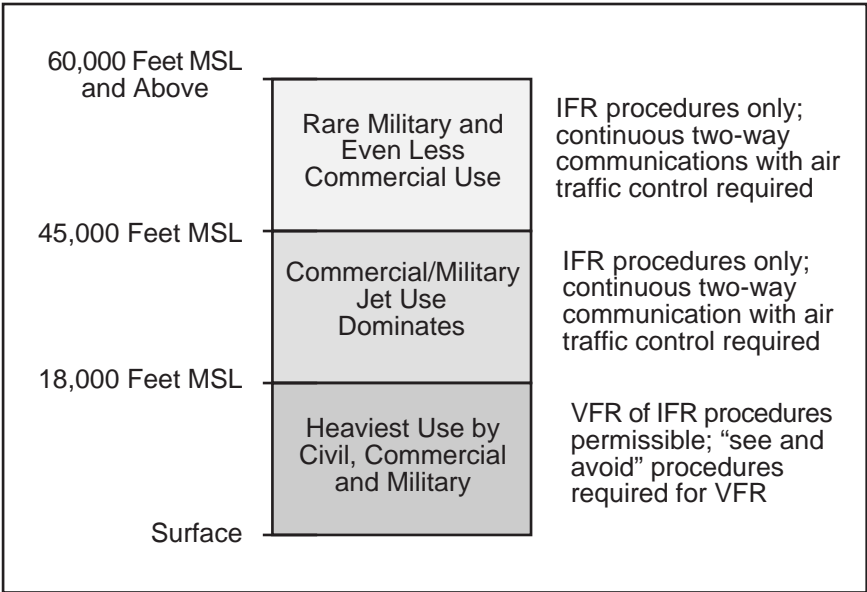 60,000 Feet MSL
and Above
Rare Military and
Even Less
Commercial Use
IFR procedures only;
continuous two-way
communications with air
traffic control required
45,000 Feet MSL
Commercial/Military
Jet Use
Dominates
IFR procedures only;
continuous two-way
communication with air
traffic control required
18,000 Feet MSL
Heaviest Use by
Civil, Commercial
and Military
VFR of IFR procedures
permissible; “see and
avoid” procedures
required for VFR
Surface